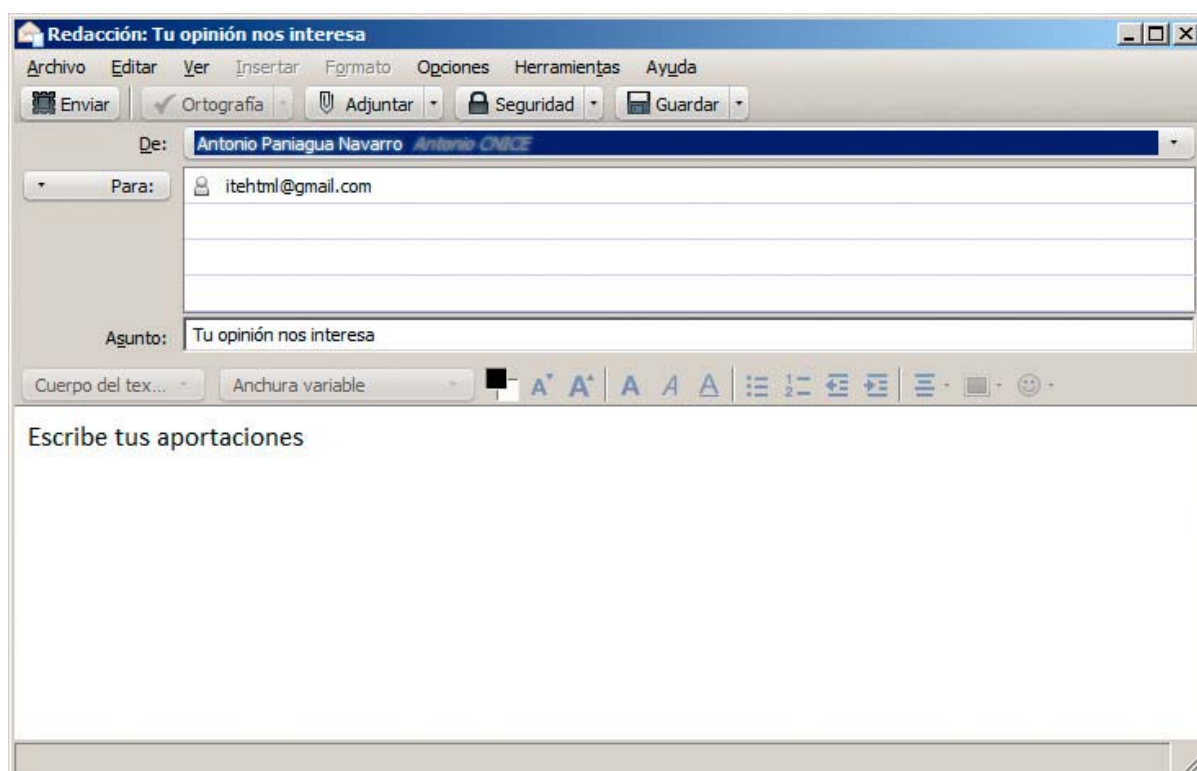 Redacción: Tu opinión nos interesa
Archivo Editar Ver Insertar Formato Opciones Herramientas Ayuda
Enviar Ortografía Adjuntar Seguridad Guardar
De: Antonio Paniagua Navarro Antonio CNICE
Para: itehtml@gmail.com
Asunto: Tu opinión nos interesa
Cuerpo del tex... Anchura variable
Escribe tus aportaciones